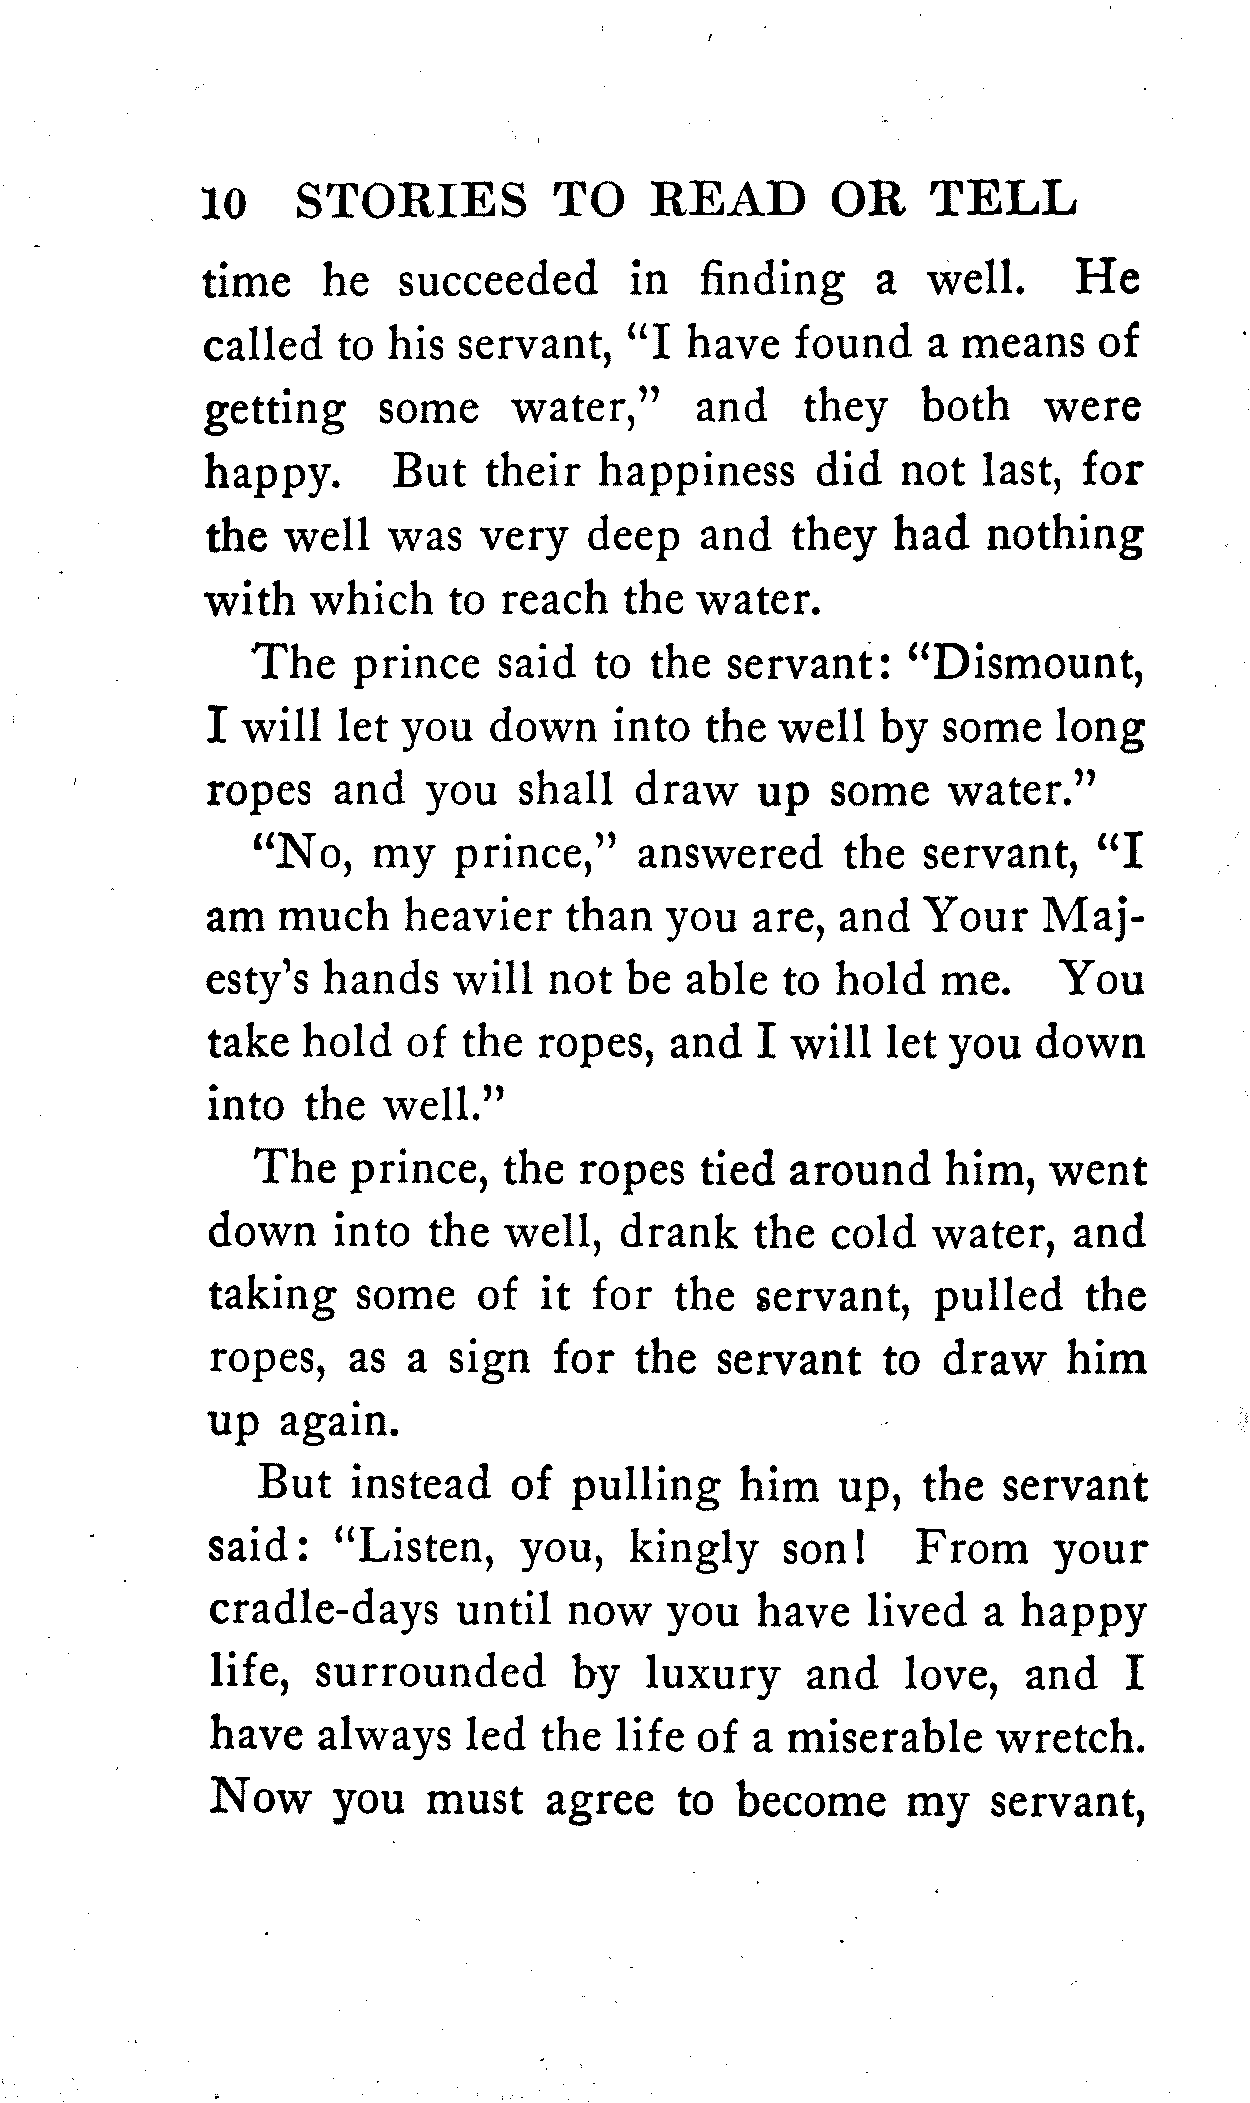 10 STORIES TO READ OR TELL
time he succeeded in finding a well. He
called to his servant, “I have found a means of
getting some water,” and they both were
happy. But their happiness did not last, for
the well was very deep and they had nothing
with which to reach the water.
The prince said to the servant: “Dismount,
I will let you down into the well by some long
ropes and you shall draw up some water.”
“No, my prince,” answered the servant, “I
am much heavier than you are, and Your Maj-
esty’s hands will not be able to hold me. You
take hold of the ropes, and I will let you down
into the well.”
The prince, the ropes tied around him, went
down into the well, drank the cold water, and
taking some of it for the servant, pulled the
ropes, as a sign for the servant to draw him
up again.
But instead of pulling him up, the servant
said: “Listen, you, kingly son! From your
cradle-days until now you have lived a happy
life, surrounded by luxury and love, and I
have always led the life of a miserable wretch.
Now you must agree to become my servant,